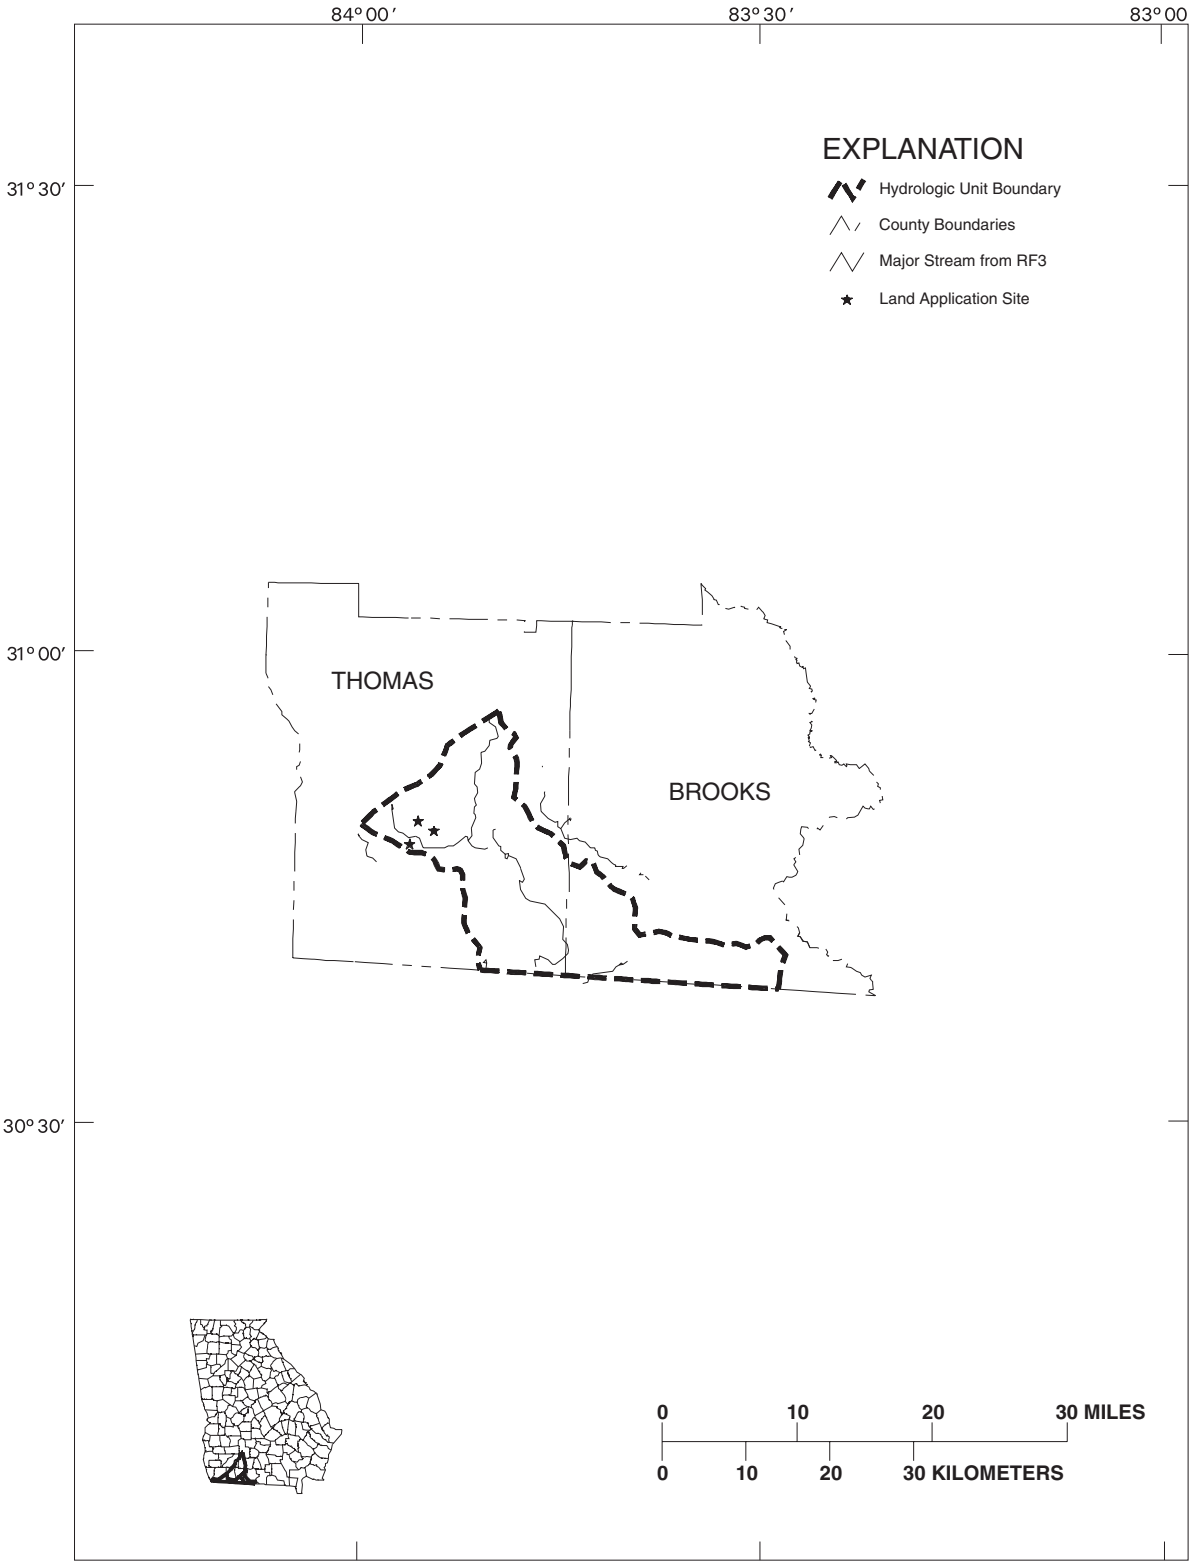 84° 00′ 83° 30′ 83° 00
EXPLANATION
31° 30′
Hydrologic Unit Boundary
County Boundaries
Major Stream from RF3
Land Application Site
31° 00′
THOMAS
BROOKS
30° 30′
0 10 20 30 MILES
0 10 20 30 KILOMETERS